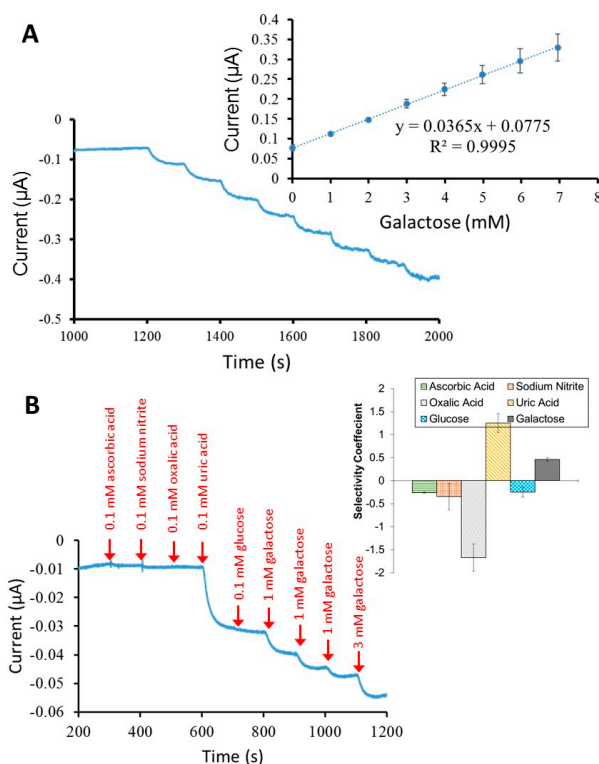 A
Current (µA)
0.4
0.35
0.3
0.25
0.2
0.15
0.1
0.05
0
y = 0.0365x + 0.0775
R² = 0.9995
0 1 2 3 4 5 6 7 8
Galactose (mM)
Current (µA)
0
-0.1
-0.2
-0.3
-0.4
-0.5
1000 1200 1400 1600 1800 2000
Time (s)
B
Ascorbic Acid Sodium Nitrite
Oxalic Acid Uric Acid
Glucose Galactose
Selectivity Coeffecient
2
1.5
1
0.5
0
-0.5
-1
-1.5
-2
0.1 mM ascorbic acid
0.1 mM sodium nitrite
0.1 mM oxalic acid
0.1 mM uric acid
0.1 mM glucose
1 mM galactose
1 mM galactose
1 mM galactose
3 mM galactose
Current (µA)
0
-0.01
-0.02
-0.03
-0.04
-0.05
-0.06
200 400 600 800 1000 1200
Time (s)